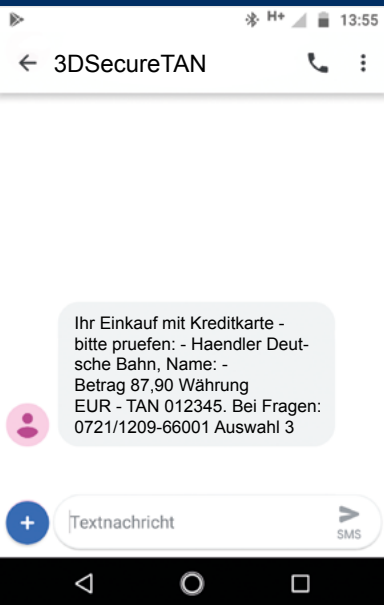 H+ 13:55
3DSecureTAN
Ihr Einkauf mit Kreditkarte -
bitte pruefen: - Haendler Deut-
sche Bahn, Name: -
Betrag 87,90 Währung
EUR - TAN 012345. Bei Fragen:
0721/1209-66001 Auswahl 3
Textnachricht
SMS